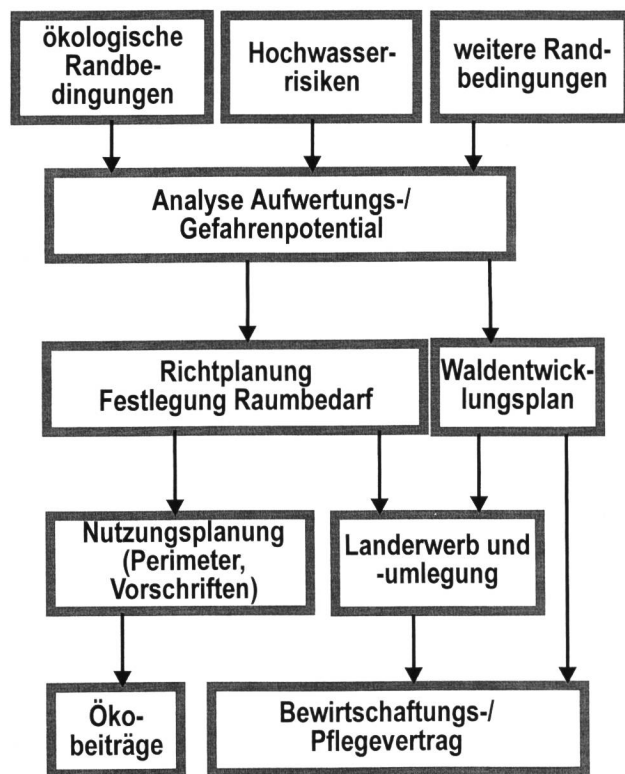 ökologische
Randbe-
dingungen
Hochwasser-
risiken
weitere Rand-
bedingungen
Analyse Aufwertungs-/
Gefahrenpotential
Richtplanung
Festlegung Raumbedarf
Waldentwick-
lungsplan
Nutzungsplanung
(Perimeter,
Vorschriften)
Landerwerb und
-umlegung
Öko-
beiträge
Bewirtschaftungs-/
Pflegevertrag